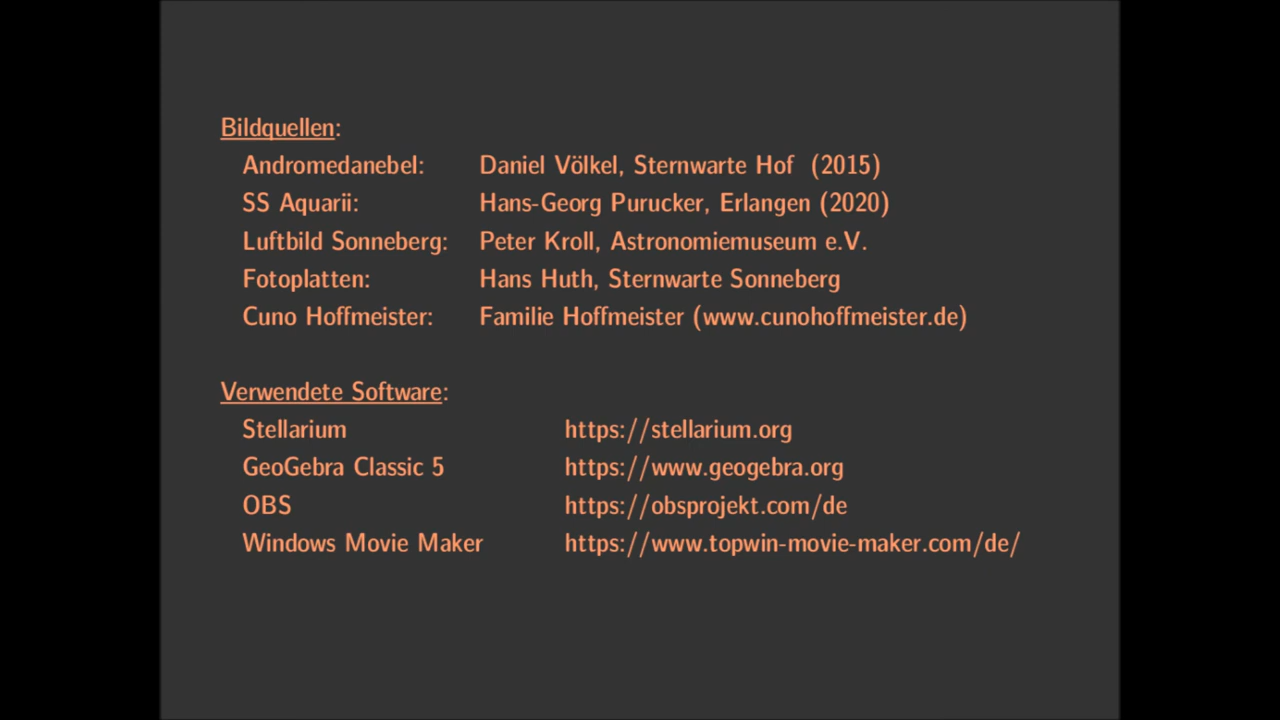 Bildquellen:
Andromedanebel: Daniel Völkel, Sternwarte Hof (2015)
SS Aquarii: Hans-Georg Purucker, Erlangen (2020)
Luftbild Sonneberg: Peter Kroll, Astronomiemuseum e.V.
Fotoplatten: Hans Huth, Sternwarte Sonneberg
Cuno Hoffmeister: Familie Hoffmeister (www.cunohoffmeister.de)
Verwendete Software:
Stellarium https://stellarium.org
GeoGebra Classic 5 https://www.geogebra.org
OBS https://obsprojekt.com/de
Windows Movie Maker https://www.topwin-movie-maker.com/de/